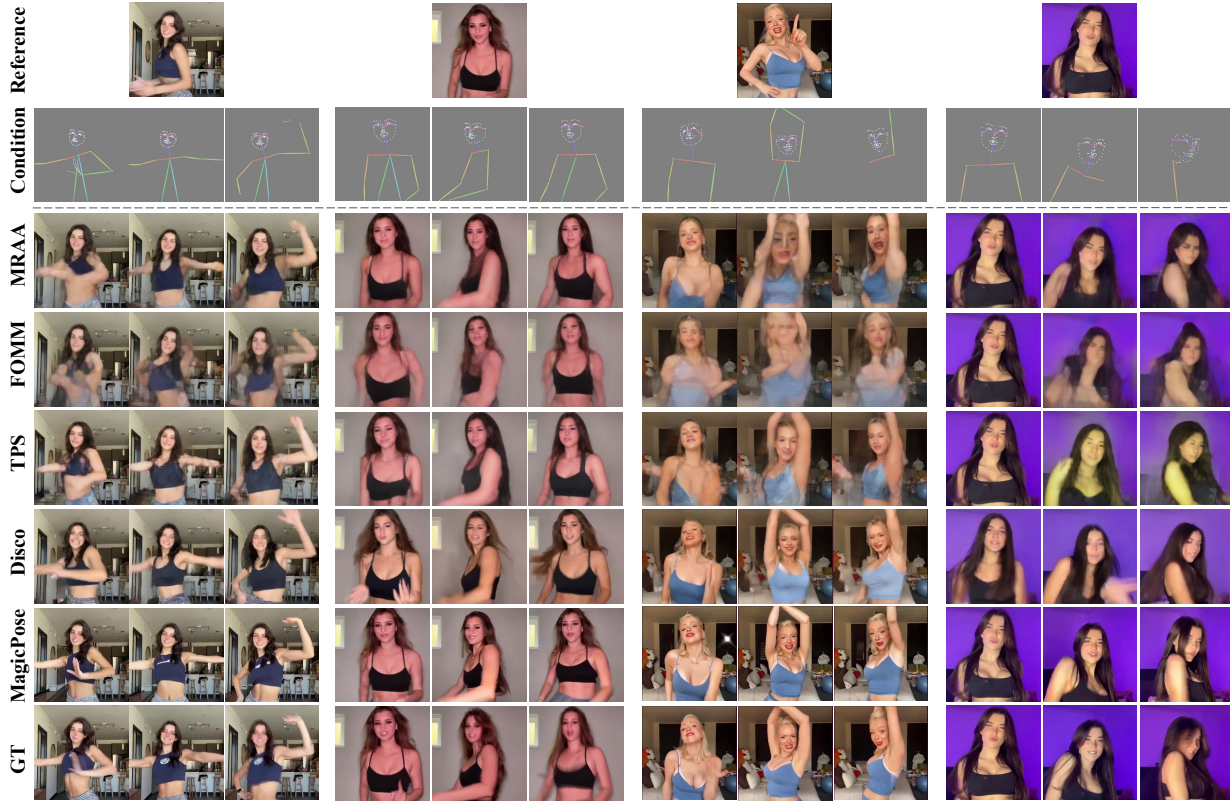 Reference
Condition
MRAA
FOMM
TPS
Disco
MagicPose
GT